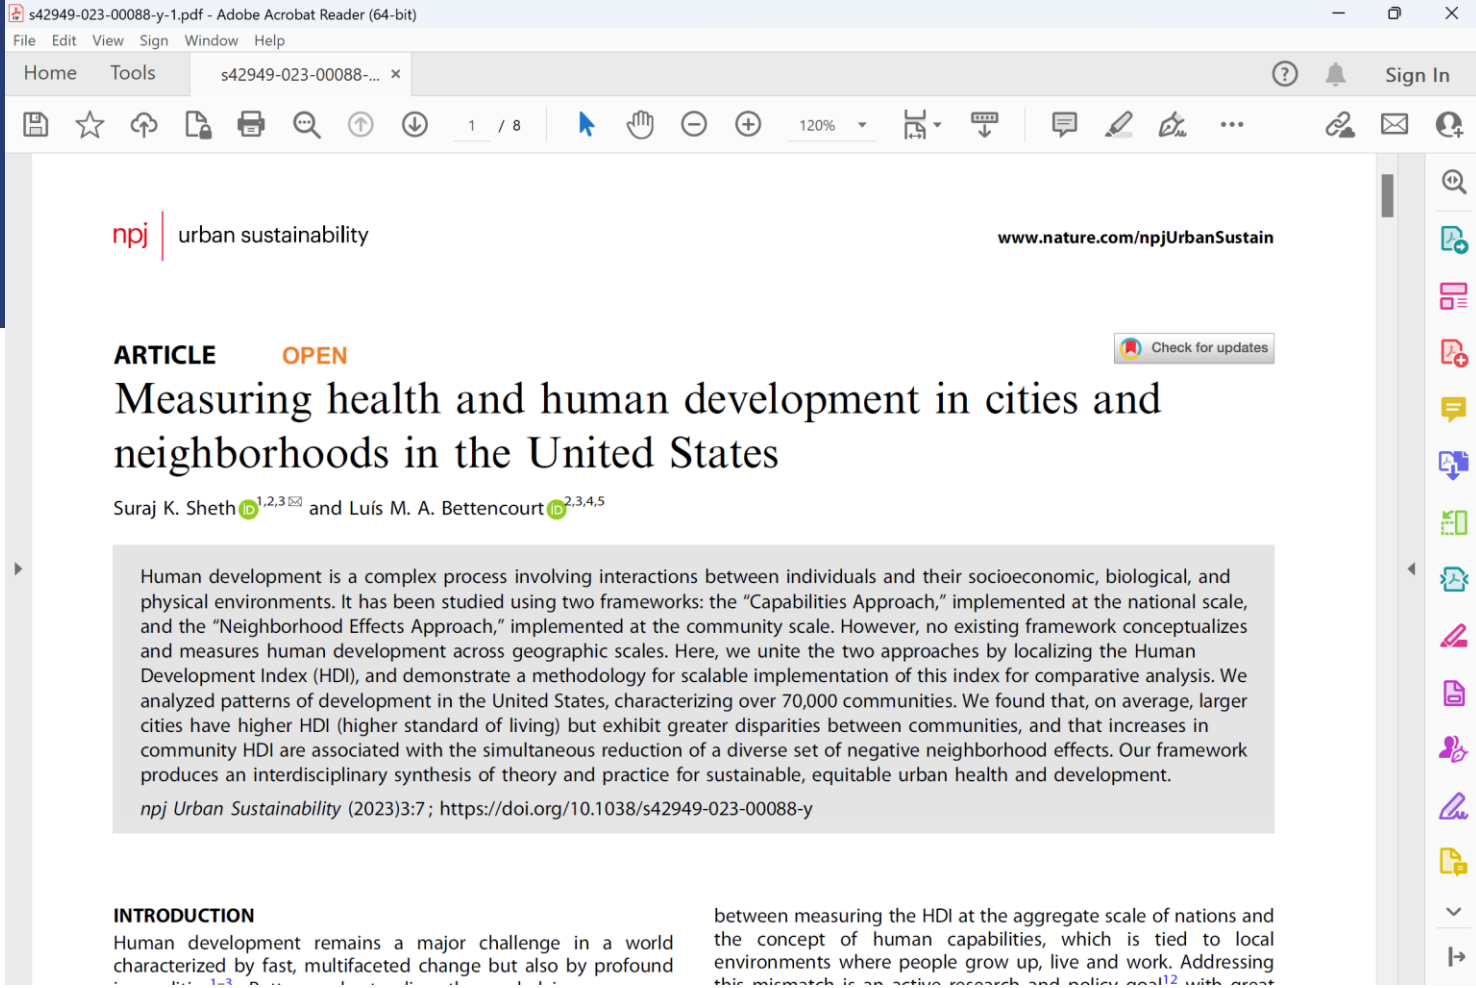 s42949-023-00088-y-1.pdf - Adobe Acrobat Reader (64-bit)
File Edit View Sign Window Help
Home Tools s42949-023-00088-... × Sign In
1 / 8 120%
npj urban sustainability www.nature.com/npjUrbanSustain
ARTICLE OPEN
Check for updates
Measuring health and human development in cities and
neighborhoods in the United States
Suraj K. Sheth iD 1,2,3 ✉ and Luís M. A. Bettencourt iD 2,3,4,5
Human development is a complex process involving interactions between individuals and their socioeconomic, biological, and
physical environments. It has been studied using two frameworks: the “Capabilities Approach,” implemented at the national scale,
and the “Neighborhood Effects Approach,” implemented at the community scale. However, no existing framework conceptualizes
and measures human development across geographic scales. Here, we unite the two approaches by localizing the Human
Development Index (HDI), and demonstrate a methodology for scalable implementation of this index for comparative analysis. We
analyzed patterns of development in the United States, characterizing over 70,000 communities. We found that, on average, larger
cities have higher HDI (higher standard of living) but exhibit greater disparities between communities, and that increases in
community HDI are associated with the simultaneous reduction of a diverse set of negative neighborhood effects. Our framework
produces an interdisciplinary synthesis of theory and practice for sustainable, equitable urban health and development.
npj Urban Sustainability (2023)3:7 ; https://doi.org/10.1038/s42949-023-00088-y
INTRODUCTION
Human development remains a major challenge in a world
characterized by fast, multifaceted change but also by profound
between measuring the HDI at the aggregate scale of nations and
the concept of human capabilities, which is tied to local
environments where people grow up, live and work. Addressing
this mismatch is an active research and policy goal12 with great